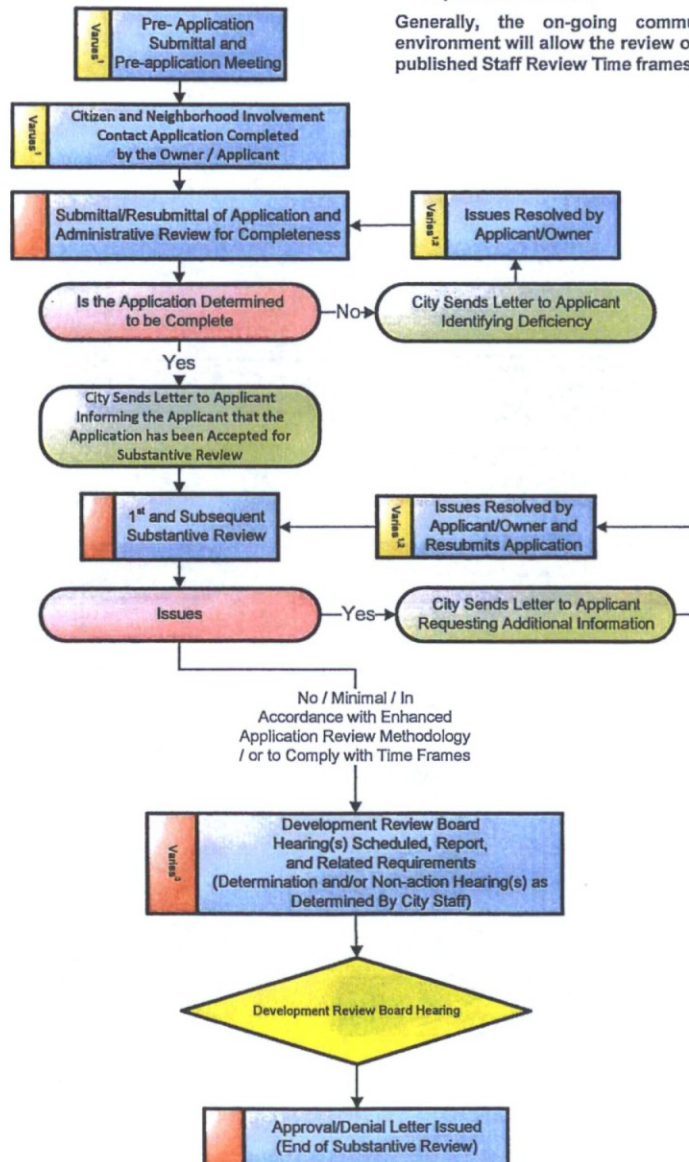 Pre- Application
Submittal and
Pre-application Meeting
Varues¹
Generally, the on-going commu
environment will allow the review o
published Staff Review Time frames
Citizen and Neighborhood Involvement
Contact Application Completed
by the Owner / Applicant
Varues¹
Submittal/Resubmittal of Application and
Administrative Review for Completeness
Varies¹,²
Issues Resolved by
Applicant/Owner
Is the Application Determined
to be Complete
No
City Sends Letter to Applicant
Identifying Deficiency
Yes
City Sends Letter to Applicant
Informing the Applicant that the
Application has been Accepted for
Substantive Review
1st and Subsequent
Substantive Review
Varies¹,²
Issues Resolved by
Applicant/Owner and
Resubmits Application
Issues
Yes
City Sends Letter to Applicant
Requesting Additional Information
No / Minimal / In
Accordance with Enhanced
Application Review Methodology
/ or to Comply with Time Frames
Varies
Development Review Board
Hearing(s) Scheduled, Report,
and Related Requirements
(Determination and/or Non-action Hearing(s) as
Determined By City Staff)
Development Review Board Hearing
Approval/Denial Letter Issued
(End of Substantive Review)